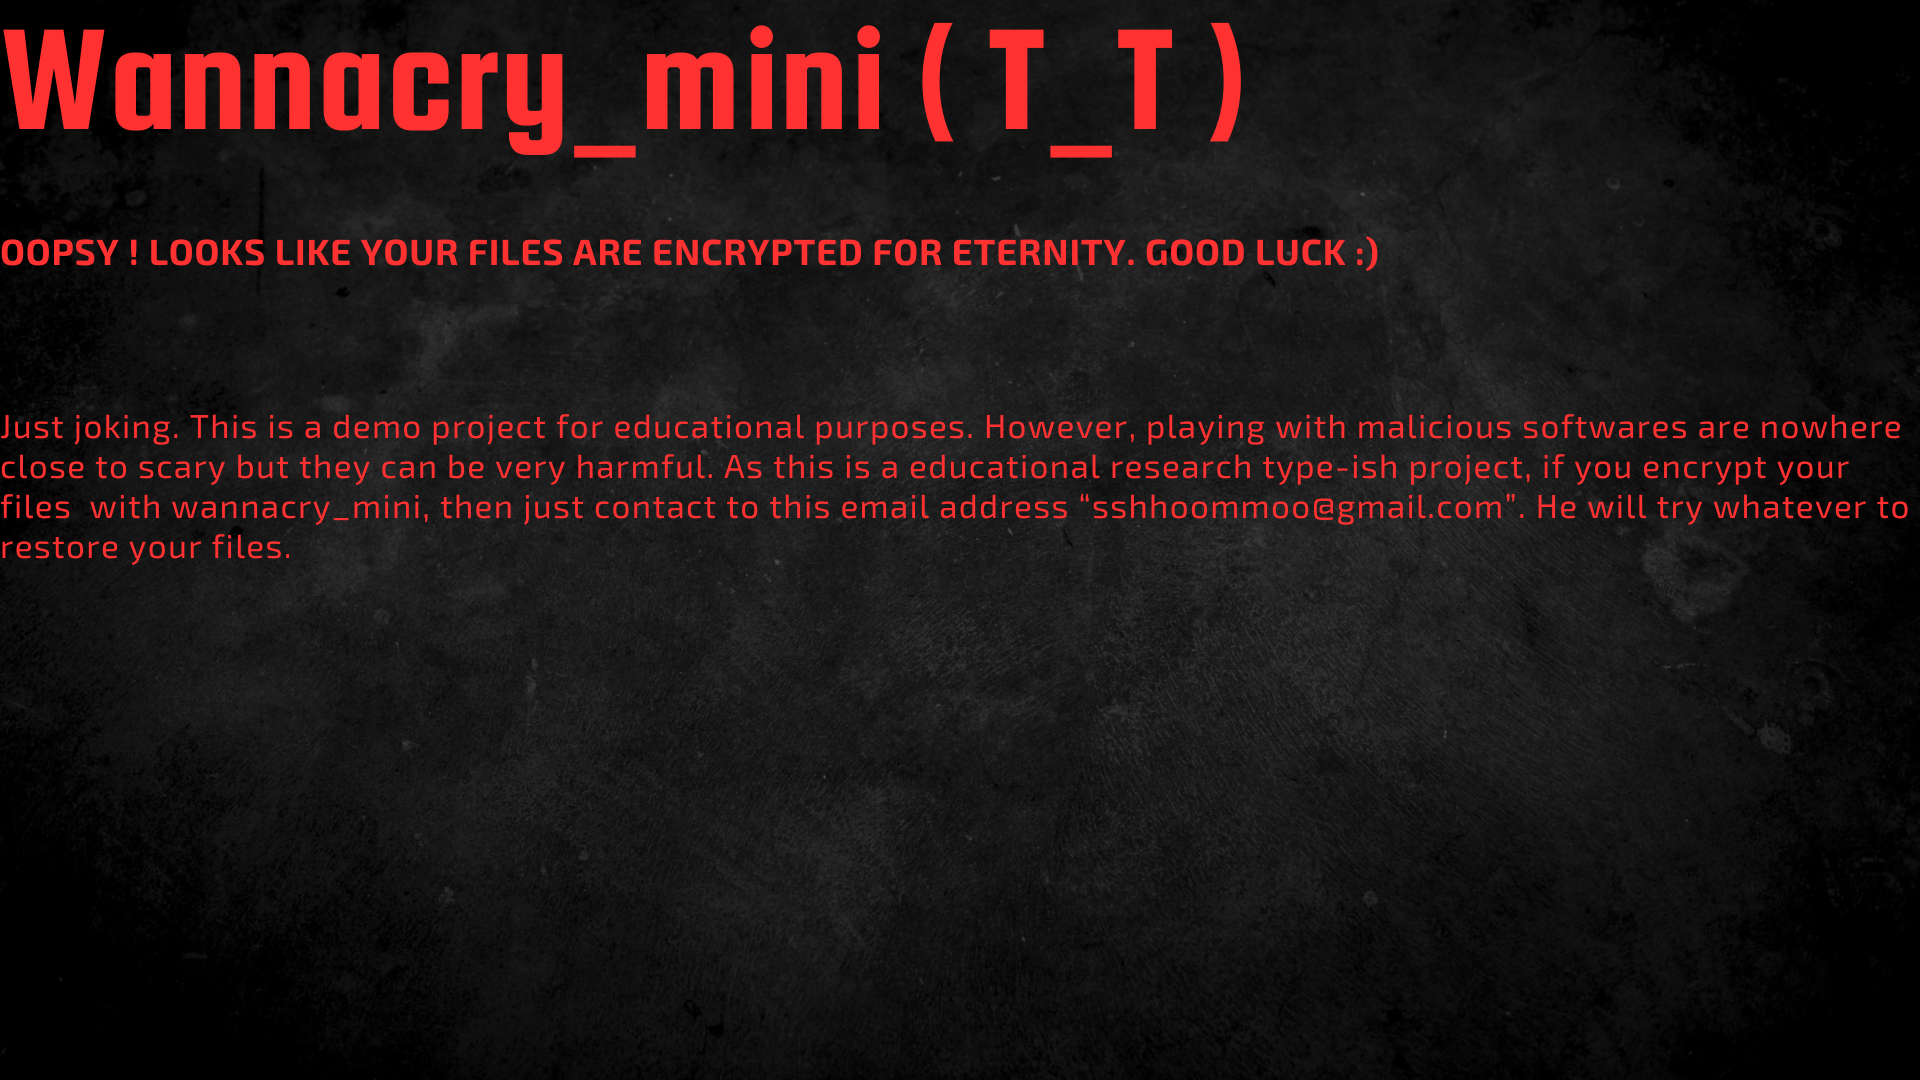 Wannacry_mini ( T_T )
OOPSY ! LOOKS LIKE YOUR FILES ARE ENCRYPTED FOR ETERNITY. GOOD LUCK :)
Just joking. This is a demo project for educational purposes. However, playing with malicious softwares are nowhere
close to scary but they can be very harmful. As this is a educational research type-ish project, if you encrypt your
files  with wannacry_mini, then just contact to this email address “sshhoommoo@gmail.com”. He will try whatever to
restore your files.